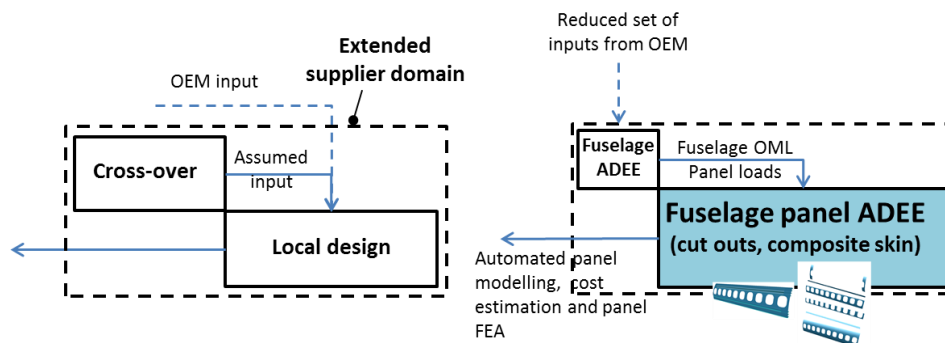 OEM input
Extended
supplier domain
Cross-over
Assumed
input
Local design
Reduced set of
inputs from OEM
Fuselage
ADEE
Fuselage OML
Panel loads
Fuselage panel ADEE
(cut outs, composite skin)
Automated panel
modelling, cost
estimation and panel
FEA